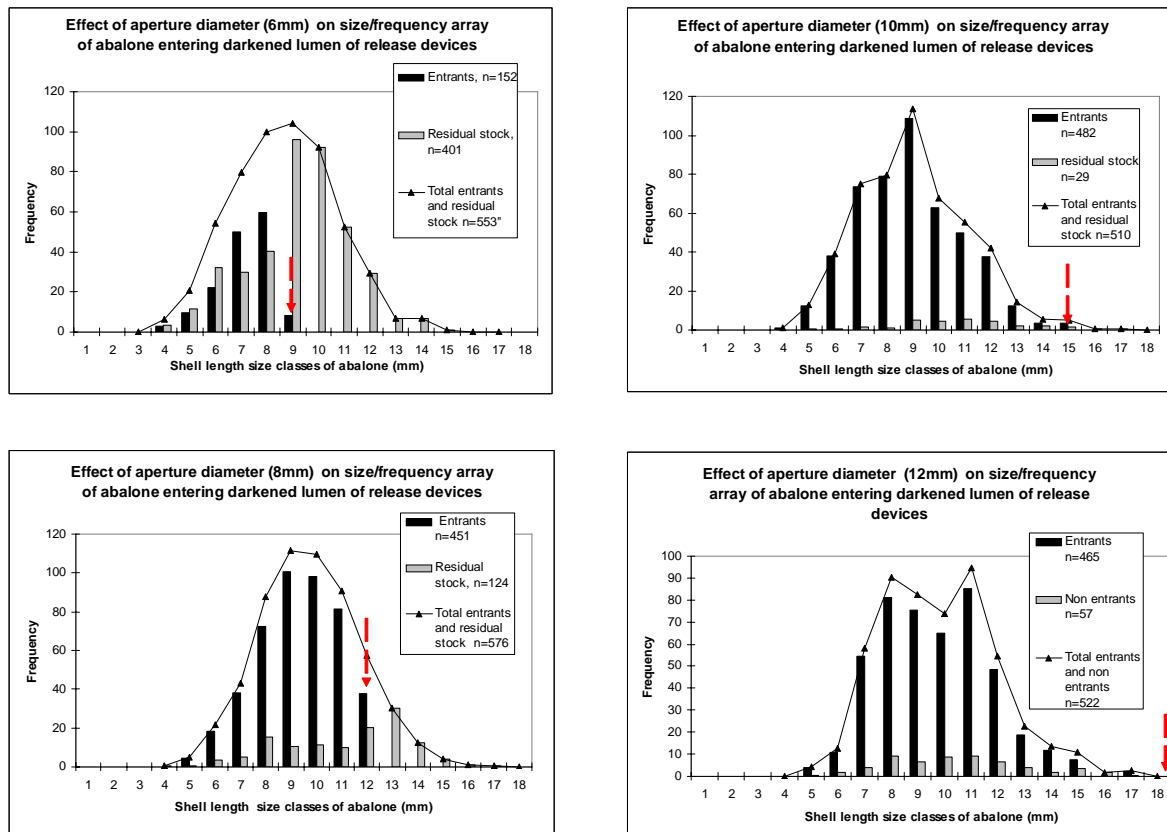 Effect of aperture diameter (6mm) on size/frequency array
of abalone entering darkened lumen of release devices
Entrants, n=152
Residual stock,
n=401
Total entrants
and residual
stock n=553"
Frequency
120
100
80
60
40
20
0
1 2 3 4 5 6 7 8 9 10 11 12 13 14 15 16 17 18
Shell length size classes of abalone (mm)
Effect of aperture diameter (10mm) on size/frequency array
of abalone entering darkened lumen of release devices
Entrants
n=482
residual stock
n=29
Total entrants
and residual
stock n=510
Frequency
120
100
80
60
40
20
0
1 2 3 4 5 6 7 8 9 10 11 12 13 14 15 16 17 18
Shell length size classes of abalone (mm)
Effect of aperture diameter (8mm) on size/frequency array
of abalone entering darkened lumen of release devices
Entrants
n=451
Residual
stock, n=124
Total entrants
and residual
stock n=576
Frequency
120
100
80
60
40
20
0
1 2 3 4 5 6 7 8 9 10 11 12 13 14 15 16 17 18
Shell length size classes of abalone (mm)
Effect of aperture diameter (12mm) on size/frequency
array of abalone entering darkened lumen of release
devices
Entrants
n=465
Non entrants
n=57
Total entrants
and non
entrants
n=522
Frequency
100
90
80
70
60
50
40
30
20
10
0
1 2 3 4 5 6 7 8 9 10 11 12 13 14 15 16 17 18
Shell length size classes of abalone (mm)